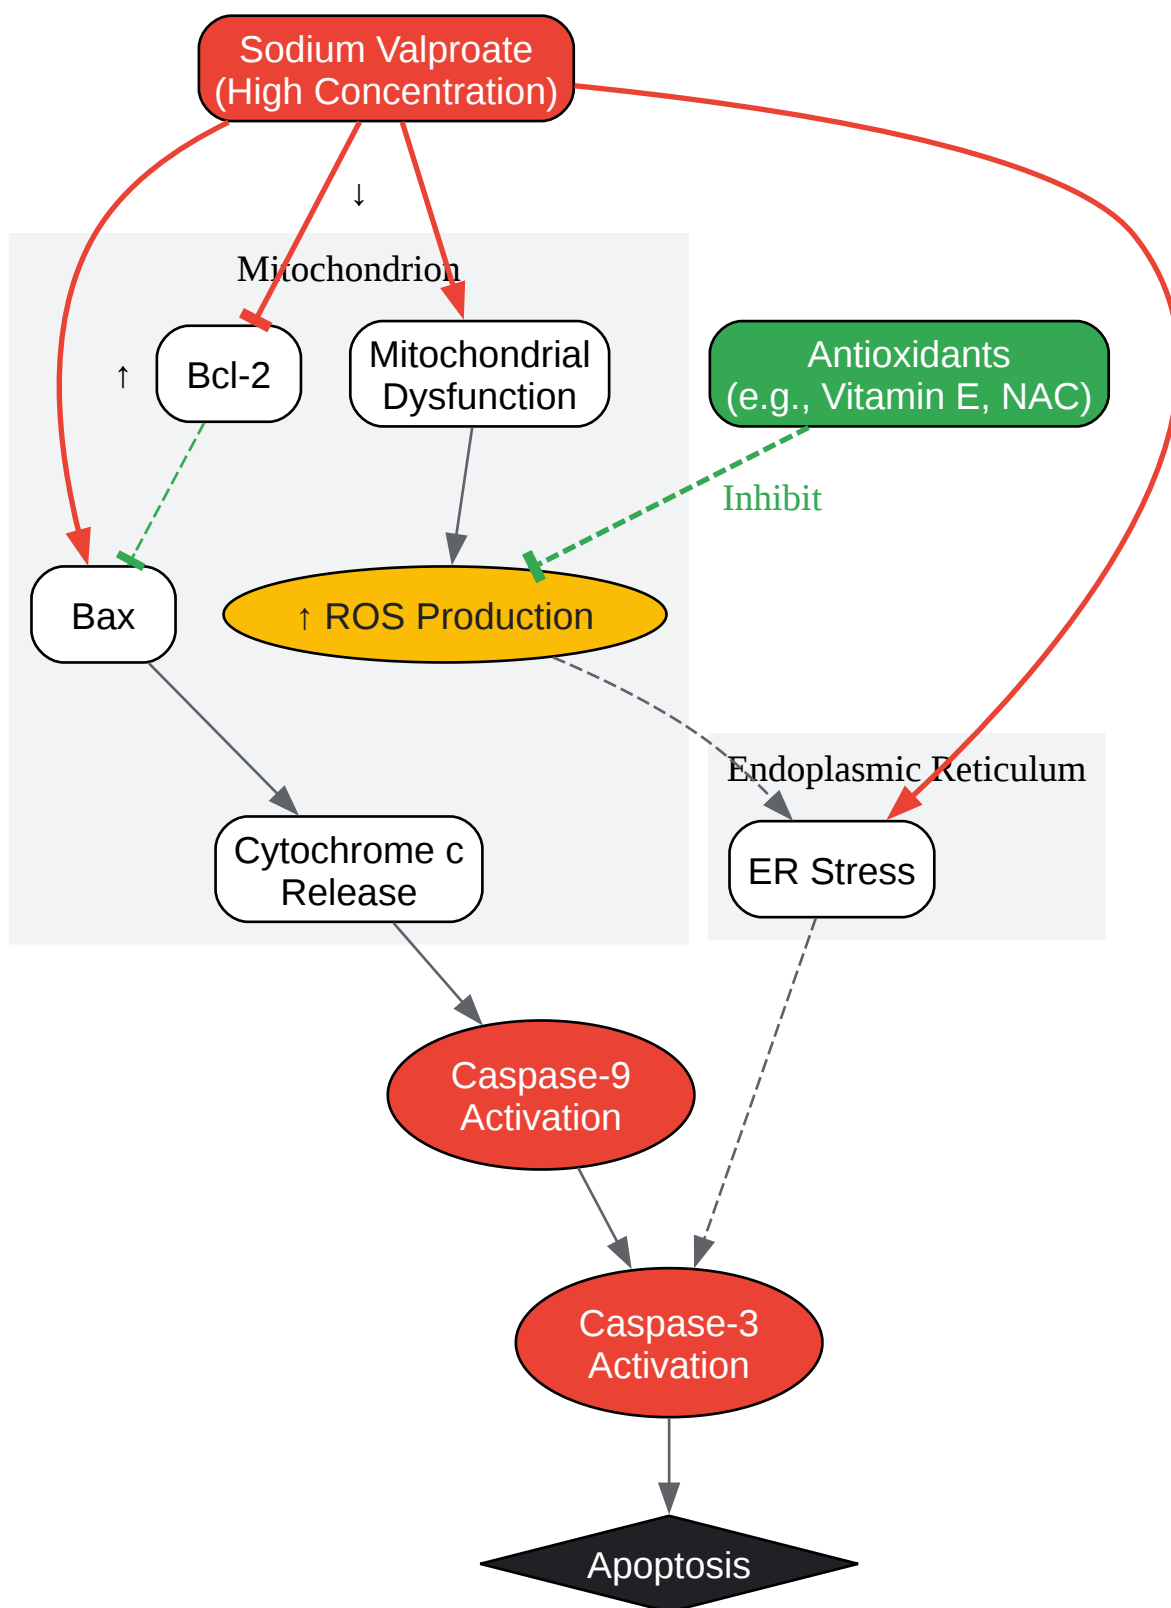 Sodium Valproate
(High Concentration)
↓
Mitochondrion
↑
Bcl-2
Mitochondrial
Dysfunction
Antioxidants
(e.g., Vitamin E, NAC)
Inhibit
Bax
↑ ROS Production
Endoplasmic Reticulum
Cytochrome c
Release
ER Stress
Caspase-9
Activation
Caspase-3
Activation
Apoptosis